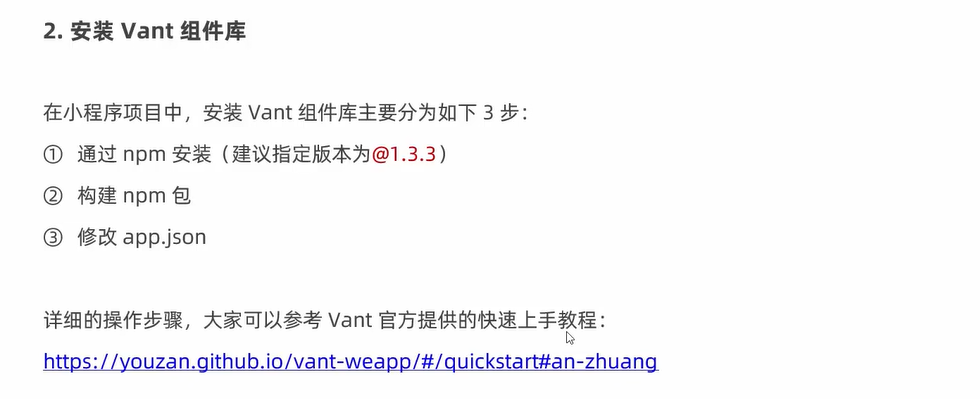 2. 安装 Vant 组件库
在小程序项目中，安装 Vant 组件库主要分为如下 3 步：
① 通过 npm 安装（建议指定版本为@1.3.3）
② 构建 npm 包
③ 修改 app.json
详细的操作步骤，大家可以参考 Vant 官方提供的快速上手教程：
https://youzan.github.io/vant-weapp/#/quickstart#an-zhuang